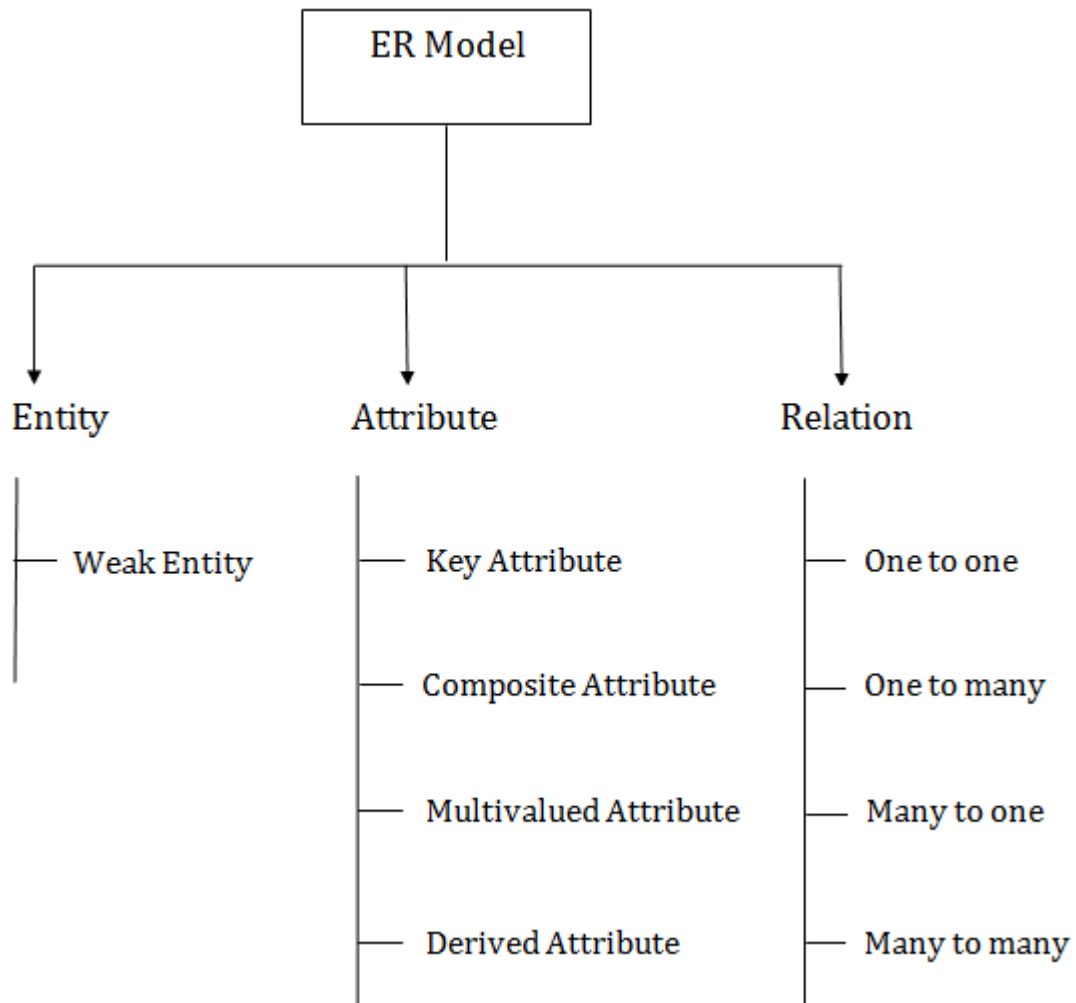 ER Model
Entity
Attribute
Relation
Weak Entity
Key Attribute
One to one
Composite Attribute
One to many
Multivalued Attribute
Many to one
Derived Attribute
Many to many